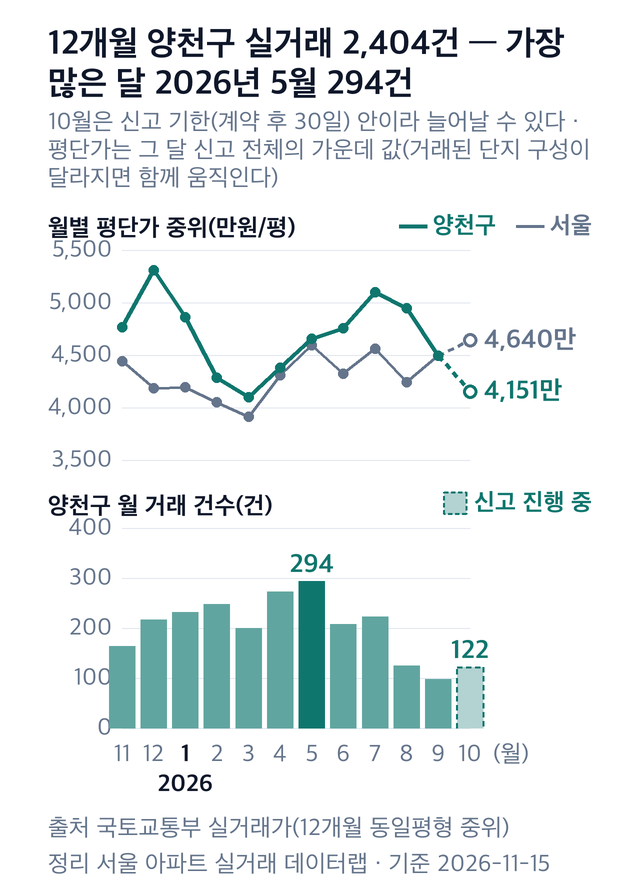 12개월 양천구 실거래 2,404건 — 가장
많은 달 2026년 5월 294건
10월은 신고 기한(계약 후 30일) 안이라 늘어날 수 있다 ·
평단가는 그 달 신고 전체의 가운데 값(거래된 단지 구성이
달라지면 함께 움직인다)
월별 평단가 중위(만원/평)
양천구
서울
5,500
5,000
4,500
4,000
3,500
4,640만
4,151만
양천구 월 거래 건수(건)
신고 진행 중
400
300
200
100
0
294
122
11 12 1 2 3 4 5 6 7 8 9 10 (월)
2026
출처 국토교통부 실거래가(12개월 동일평형 중위)
정리 서울 아파트 실거래 데이터랩 · 기준 2026-11-15